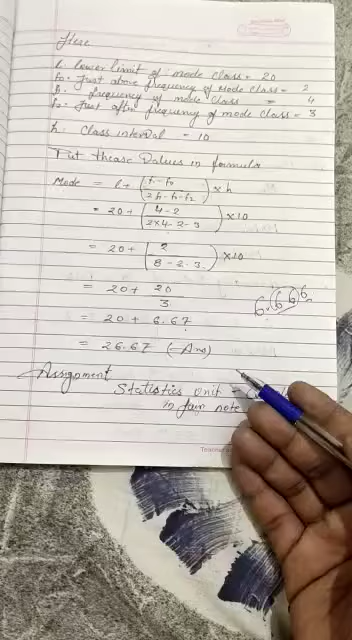 Here
l: lower limit of mode class = 20
f₀: Just above frequency of mode class = 2
f₁: frequency of mode class = 4
f₂: Just after frequency of mode class = 3
h: Class interval = 10
Put these values in formula
Mode = l + (f₁ - f₀ / 2f₁ - f₀ - f₂) × h
= 20 + (4 - 2 / 2×4 - 2 - 3) × 10
= 20 + (2 / 8 - 2 - 3) × 10
= 20 + 20 / 3
6.666
= 20 + 6.67
= 26.67 (Ans)
Assignment
Statistics Unit
in fair note
Teacher's